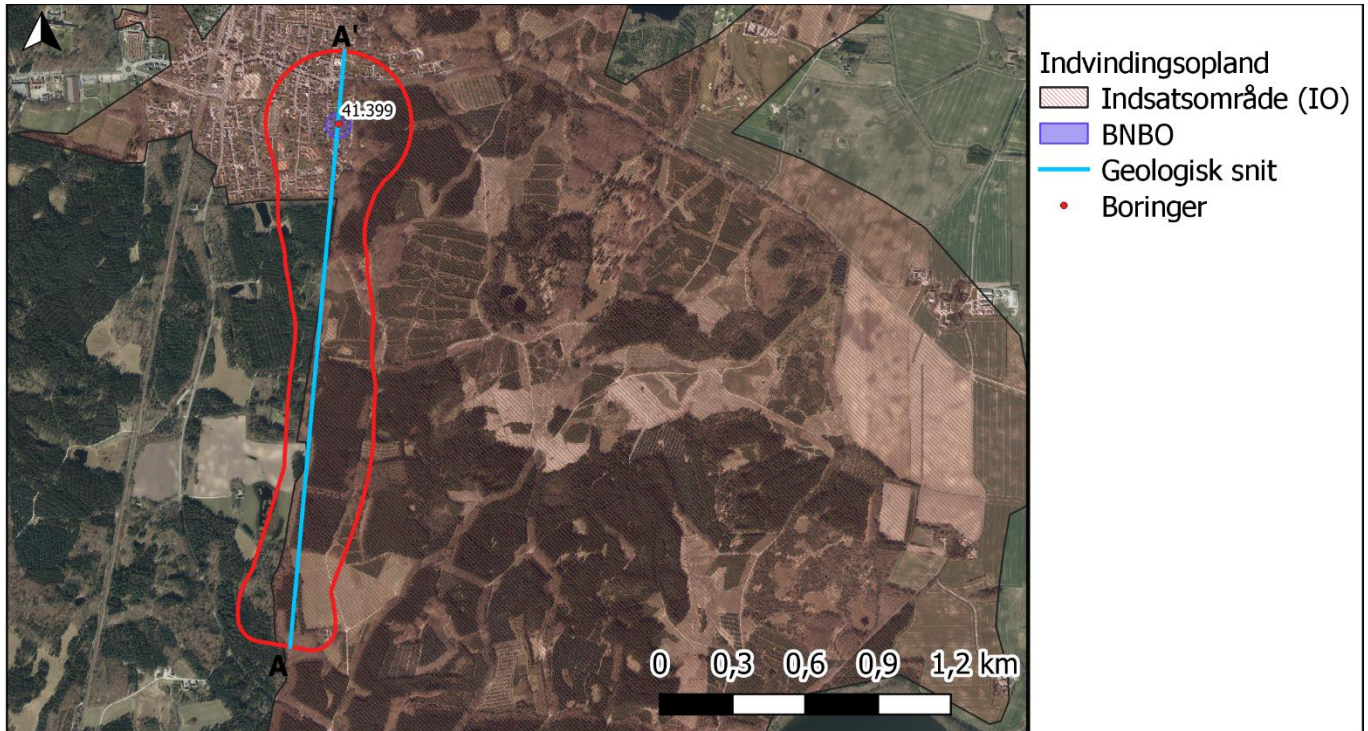 A'
41.399
A
0 0,3 0,6 0,9 1,2 km
Indvindingsopland
Indsatsområde (IO)
BNBO
Geologisk snit
Boringer